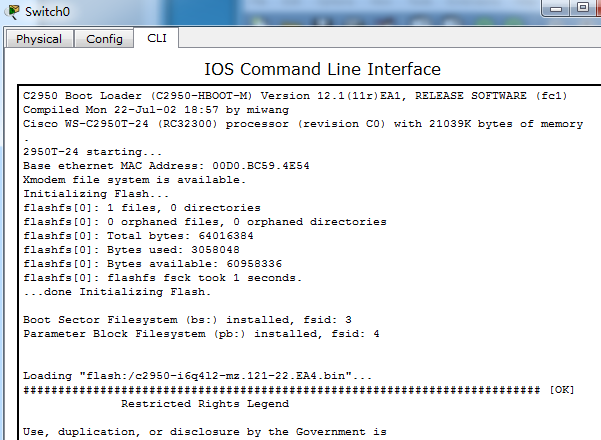 Switch0
Physical Config CLI
IOS Command Line Interface
C2950 Boot Loader (C2950-HBOOT-M) Version 12.1(11r)EA1, RELEASE SOFTWARE (fc1)
Compiled Mon 22-Jul-02 18:57 by miwang
Cisco WS-C2950T-24 (RC32300) processor (revision C0) with 21039K bytes of memory
.
2950T-24 starting...
Base ethernet MAC Address: 00D0.BC59.4E54
Xmodem file system is available.
Initializing Flash...
flashfs[0]: 1 files, 0 directories
flashfs[0]: 0 orphaned files, 0 orphaned directories
flashfs[0]: Total bytes: 64016384
flashfs[0]: Bytes used: 3058048
flashfs[0]: Bytes available: 60958336
flashfs[0]: flashfs fsck took 1 seconds.
...done Initializing Flash.
Boot Sector Filesystem (bs:) installed, fsid: 3
Parameter Block Filesystem (pb:) installed, fsid: 4
Loading "flash:/c2950-i6q4l2-mz.121-22.EA4.bin"...
########################################################################## [OK]
Restricted Rights Legend
Use, duplication, or disclosure by the Government is